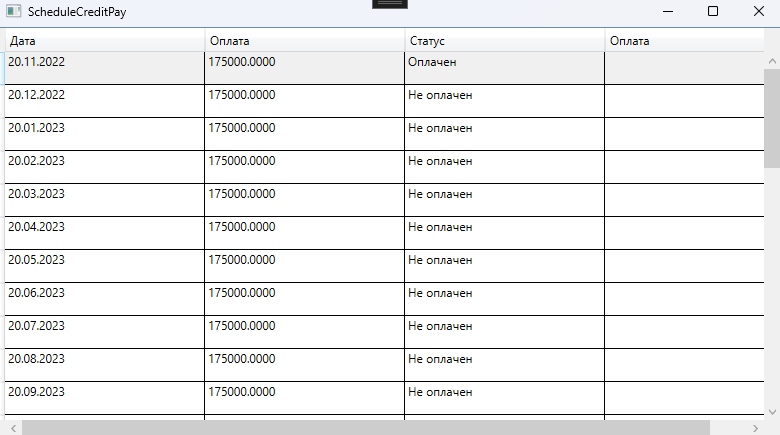 ScheduleCreditPay
Дата Оплата Статус Оплата
20.11.2022 175000.0000 Оплачен
20.12.2022 175000.0000 Не оплачен
20.01.2023 175000.0000 Не оплачен
20.02.2023 175000.0000 Не оплачен
20.03.2023 175000.0000 Не оплачен
20.04.2023 175000.0000 Не оплачен
20.05.2023 175000.0000 Не оплачен
20.06.2023 175000.0000 Не оплачен
20.07.2023 175000.0000 Не оплачен
20.08.2023 175000.0000 Не оплачен
20.09.2023 175000.0000 Не оплачен